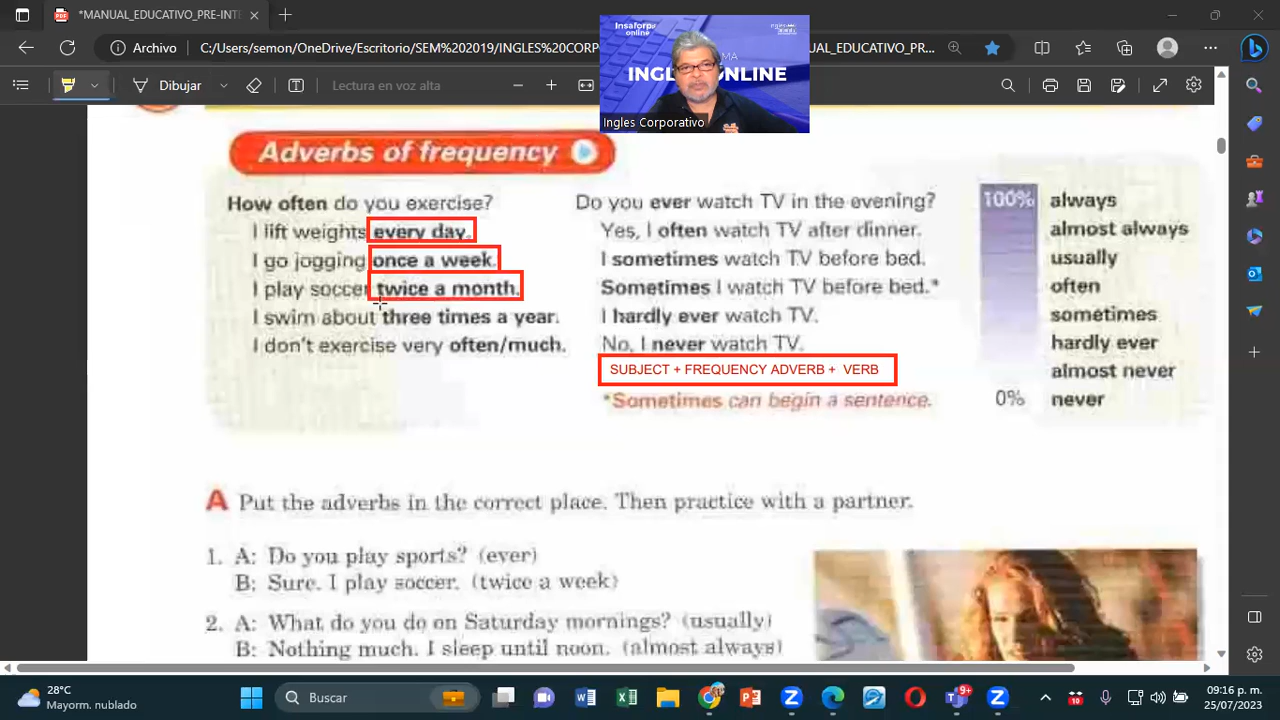 *MANUAL_EDUCATIVO_PRE-INTE
Archivo
C:/Users/semon/OneDrive/Escritorio/SEM%202019/INGLES%20CORP
UAL_EDUCATIVO_PR...
Dibujar
Lectura en voz alta
Insaforp
online
INGL
ONLINE
Ingles Corporativo
Adverbs of frequency
How often do you exercise?
I lift weights every day.
I go jogging once a week.
I play soccer twice a month.
I swim about three times a year.
I don't exercise very often/much.
Do you ever watch TV in the evening?
Yes, I often watch TV after dinner.
I sometimes watch TV before bed.
Sometimes I watch TV before bed.*
I hardly ever watch TV.
No, I never watch TV.
SUBJECT + FREQUENCY ADVERB + VERB
*Sometimes can begin a sentence.
100% always
almost always
usually
often
sometimes
hardly ever
almost never
0% never
A Put the adverbs in the correct place. Then practice with a partner.
1. A: Do you play sports? (ever)
B: Sure. I play soccer. (twice a week)
2. A: What do you do on Saturday mornings? (usually)
B: Nothing much. I sleep until noon. (almost always)
28°C
Mayorm. nublado
Buscar
9+
10
09:16 p. m.
25/07/2023